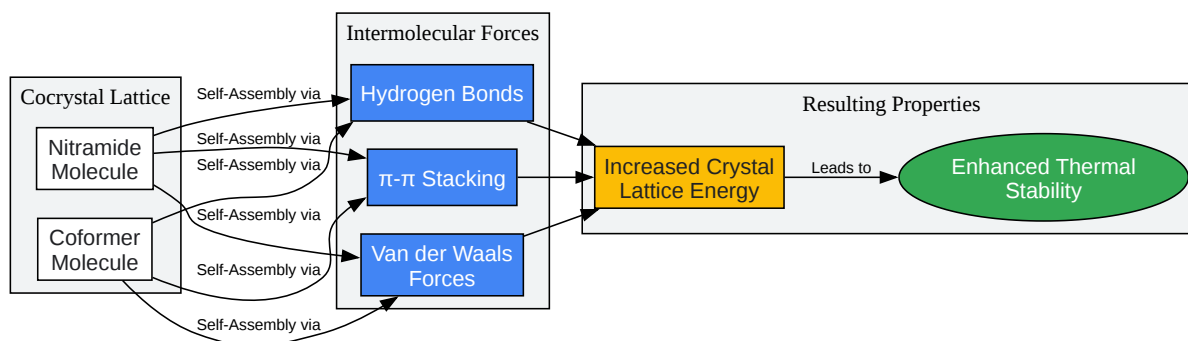 Intermolecular Forces
Cocrystal Lattice
Nitramide
Molecule
Coformer
Molecule
Self-Assembly via
Self-Assembly via
Self-Assembly via
Self-Assembly via
Self-Assembly via
Self-Assembly via
Hydrogen Bonds
π-π Stacking
Van der Waals
Forces
Resulting Properties
Increased Crystal
Lattice Energy
Leads to
Enhanced Thermal
Stability